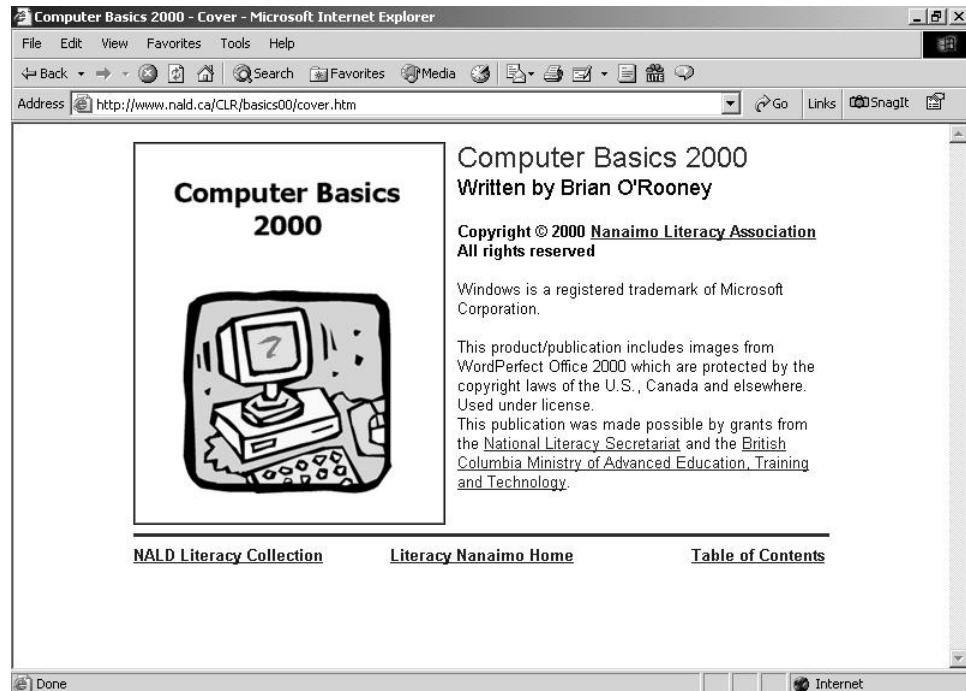 Computer Basics 2000 - Cover - Microsoft Internet Explorer
File Edit View Favorites Tools Help
Back Search Favorites Media
Address http://www.nald.ca/CLR/basics00/cover.htm Go Links SnagIt
Computer Basics
2000
?
Computer Basics 2000
Written by Brian O'Rooney
Copyright © 2000 Nanaimo Literacy Association
All rights reserved
Windows is a registered trademark of Microsoft
Corporation.
This product/publication includes images from
WordPerfect Office 2000 which are protected by the
copyright laws of the U.S., Canada and elsewhere.
Used under license.
This publication was made possible by grants from
the National Literacy Secretariat and the British
Columbia Ministry of Advanced Education, Training
and Technology.
NALD Literacy Collection Literacy Nanaimo Home Table of Contents
Done Internet